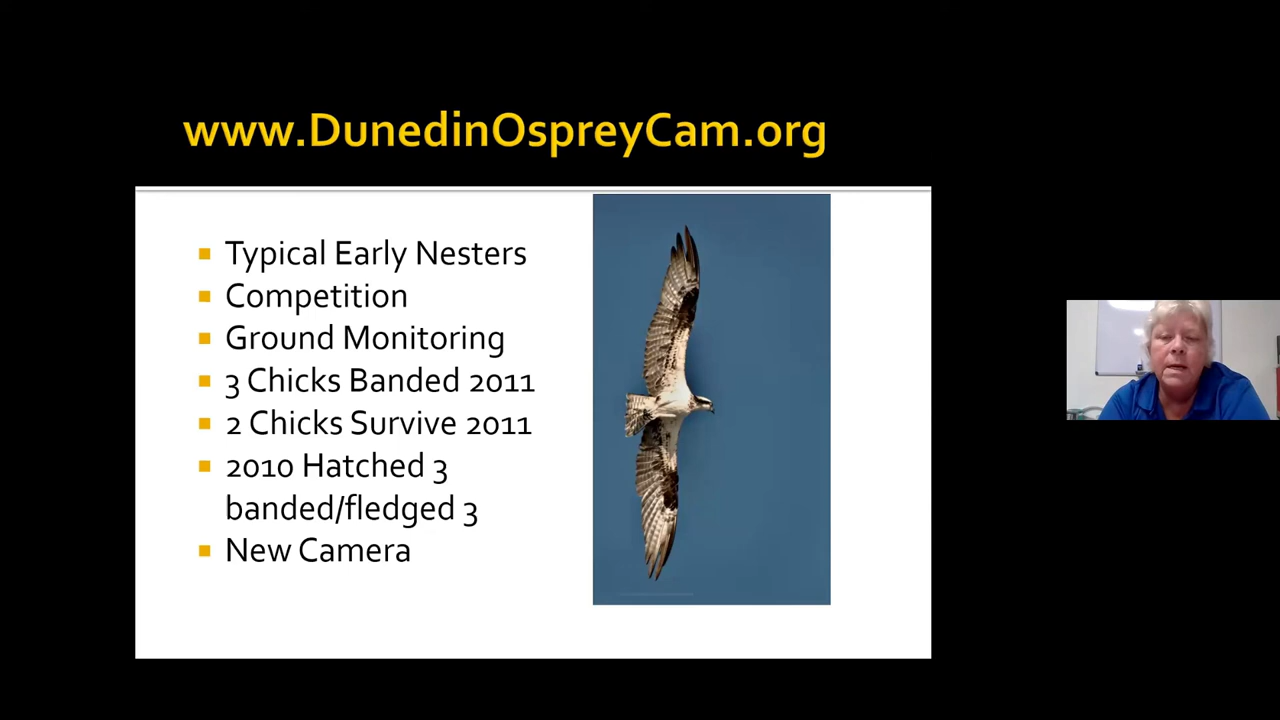 www.DunedinOspreyCam.org
Typical Early Nesters
Competition
Ground Monitoring
3 Chicks Banded 2011
2 Chicks Survive 2011
2010 Hatched 3
banded/fledged 3
New Camera